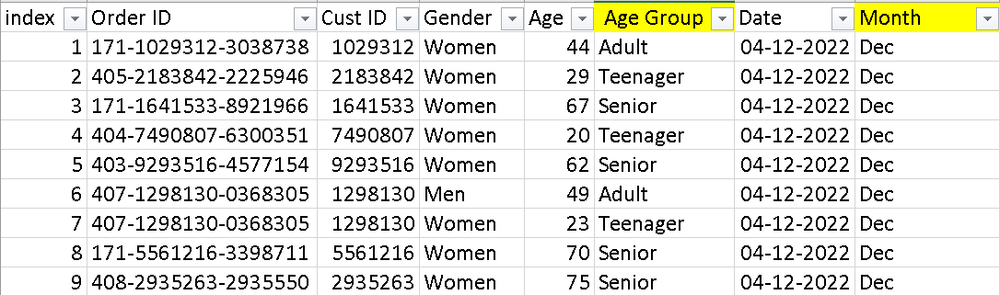 index Order ID Cust ID Gender Age Age Group Date Month
1 171-1029312-3038738 1029312 Women 44 Adult 04-12-2022 Dec
2 405-2183842-2225946 2183842 Women 29 Teenager 04-12-2022 Dec
3 171-1641533-8921966 1641533 Women 67 Senior 04-12-2022 Dec
4 404-7490807-6300351 7490807 Women 20 Teenager 04-12-2022 Dec
5 403-9293516-4577154 9293516 Women 62 Senior 04-12-2022 Dec
6 407-1298130-0368305 1298130 Men 49 Adult 04-12-2022 Dec
7 407-1298130-0368305 1298130 Women 23 Teenager 04-12-2022 Dec
8 171-5561216-3398711 5561216 Women 70 Senior 04-12-2022 Dec
9 408-2935263-2935550 2935263 Women 75 Senior 04-12-2022 Dec